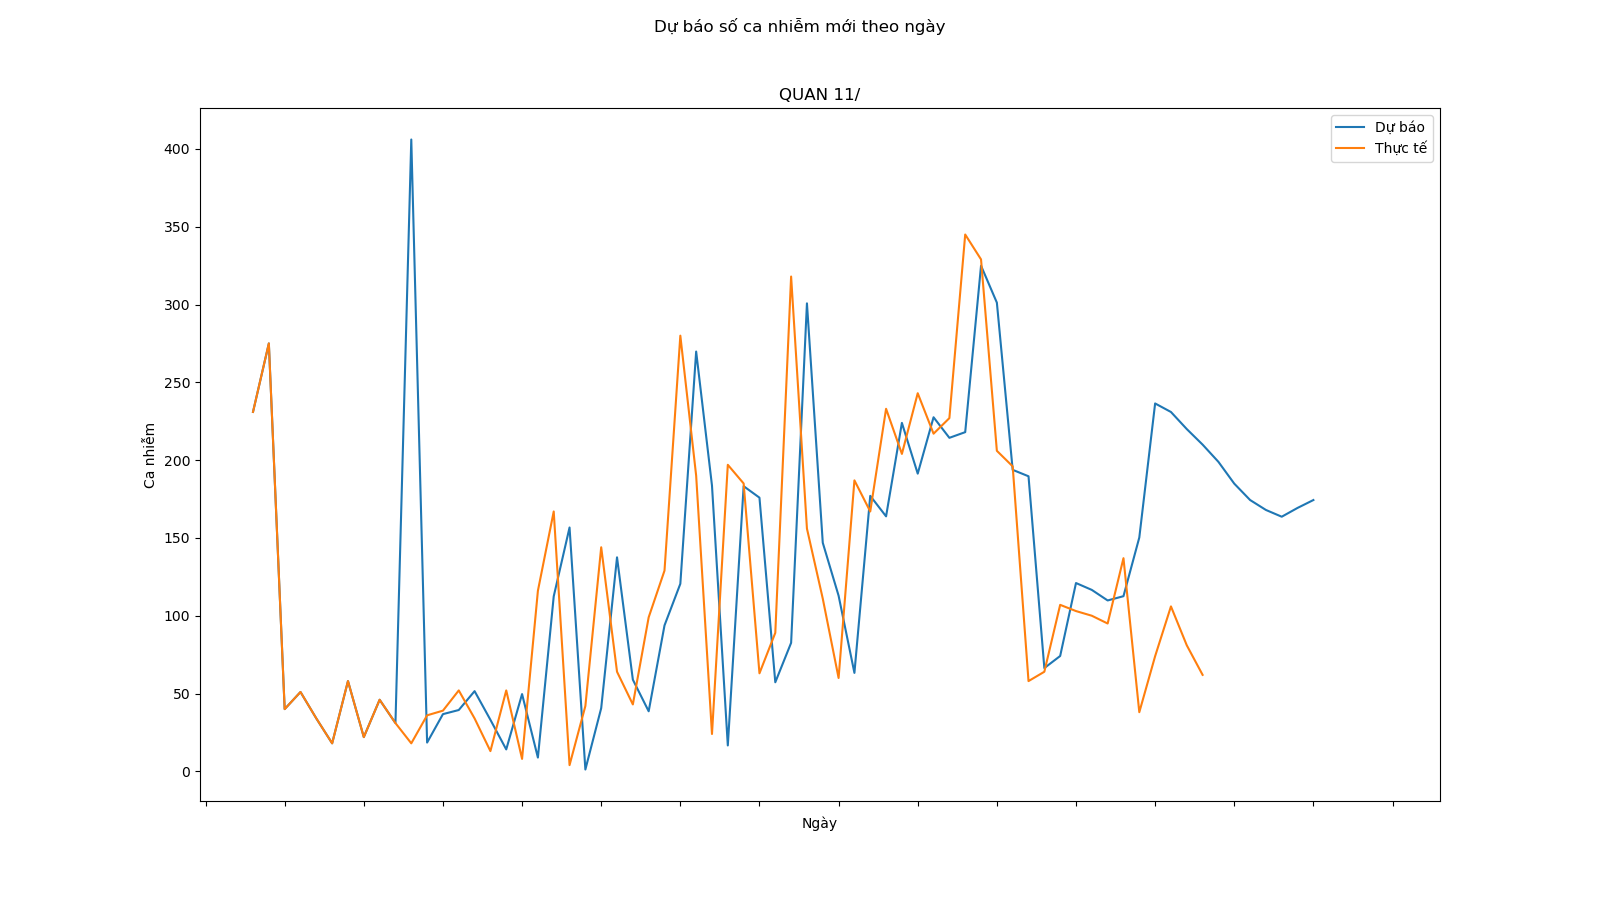 Dự báo số ca nhiễm mới theo ngày
QUAN 11/
Dự báo
Thực tế
400
350
300
250
200
150
100
50
0
Ca nhiễm
Ngày